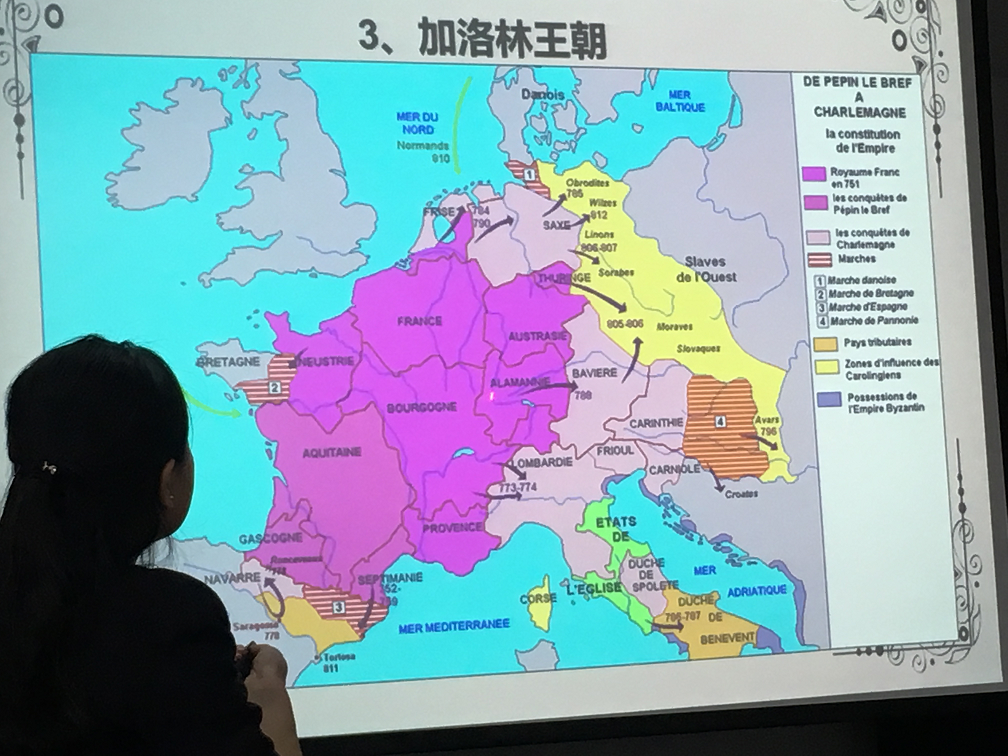 3、加洛林王朝
DE PEPIN LE BREF
A
CHARLEMAGNE
la constitution
de l'Empire
Royaume Franc
en 751
les conquêtes de
Pépin le Bref
les conquêtes de
Charlemagne
Marches
1 Marche danoise
2 Marche de Bretagne
3 Marche d'Espagne
4 Marche de Pannonie
Pays tributaires
Zones d'influence des
Carolingiens
Possessions de
l'Empire Byzantin
Danois
MER
BALTIQUE
MER DU
NORD
Normands
810
1
Obrodites
785
Wilzes
812
FRISE
784
790
SAXE
Linons
806-807
Sorabes
Slaves
de l'Ouest
THURINGE
FRANCE
805-806
Moraves
AUSTRASIE
Slovaques
BRETAGNE
NEUSTRIE
2
BAVIERE
ALAMANNIE
788
BOURGOGNE
4
Avars
796
CARINTHIE
AQUITAINE
FRIOUL
LOMBARDIE
CARNIOLE
773-774
Croates
PROVENCE
ETATS
DE
L'EGLISE
GASCOGNE
Roncevaux
778
NAVARRE
SEPTIMANIE
752-
3
DUCHE
DE
SPOLETE
MER
ADRIATIQUE
CORSE
DUCHE
DE
BENEVENT
786-787
Saragosse
778
MER MEDITERRANEE
Tortosa
811